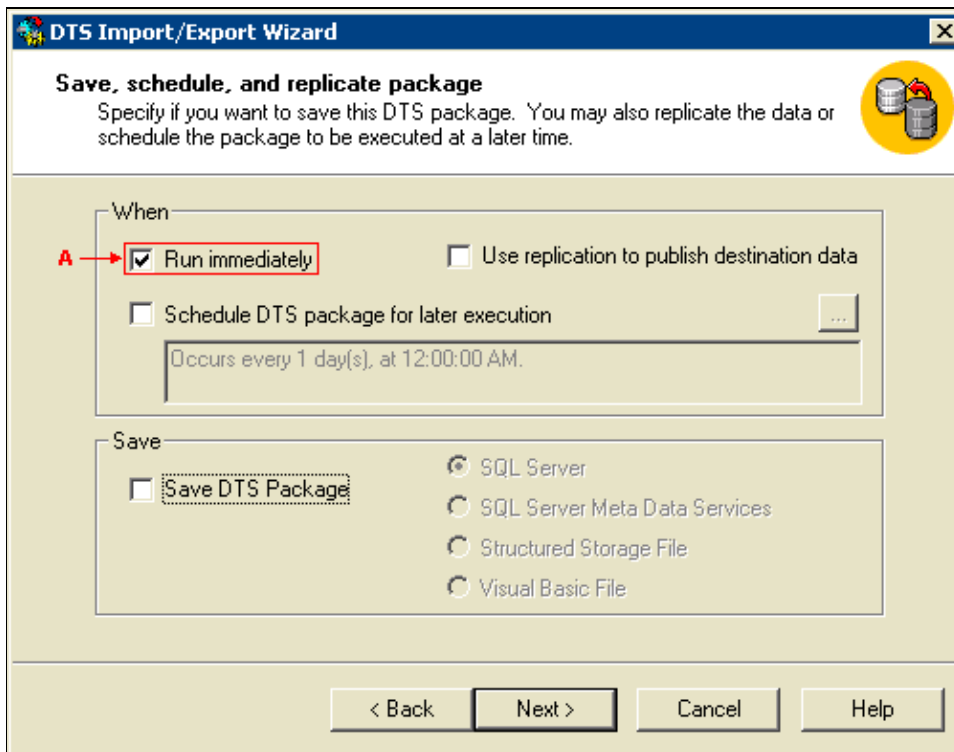 DTS Import/Export Wizard
Save, schedule, and replicate package
Specify if you want to save this DTS package. You may also replicate the data or
schedule the package to be executed at a later time.
When
A
Run immediately
Use replication to publish destination data
Schedule DTS package for later execution
...
Occurs every 1 day(s), at 12:00:00 AM.
Save
Save DTS Package
SQL Server
SQL Server Meta Data Services
Structured Storage File
Visual Basic File
< Back
Next >
Cancel
Help